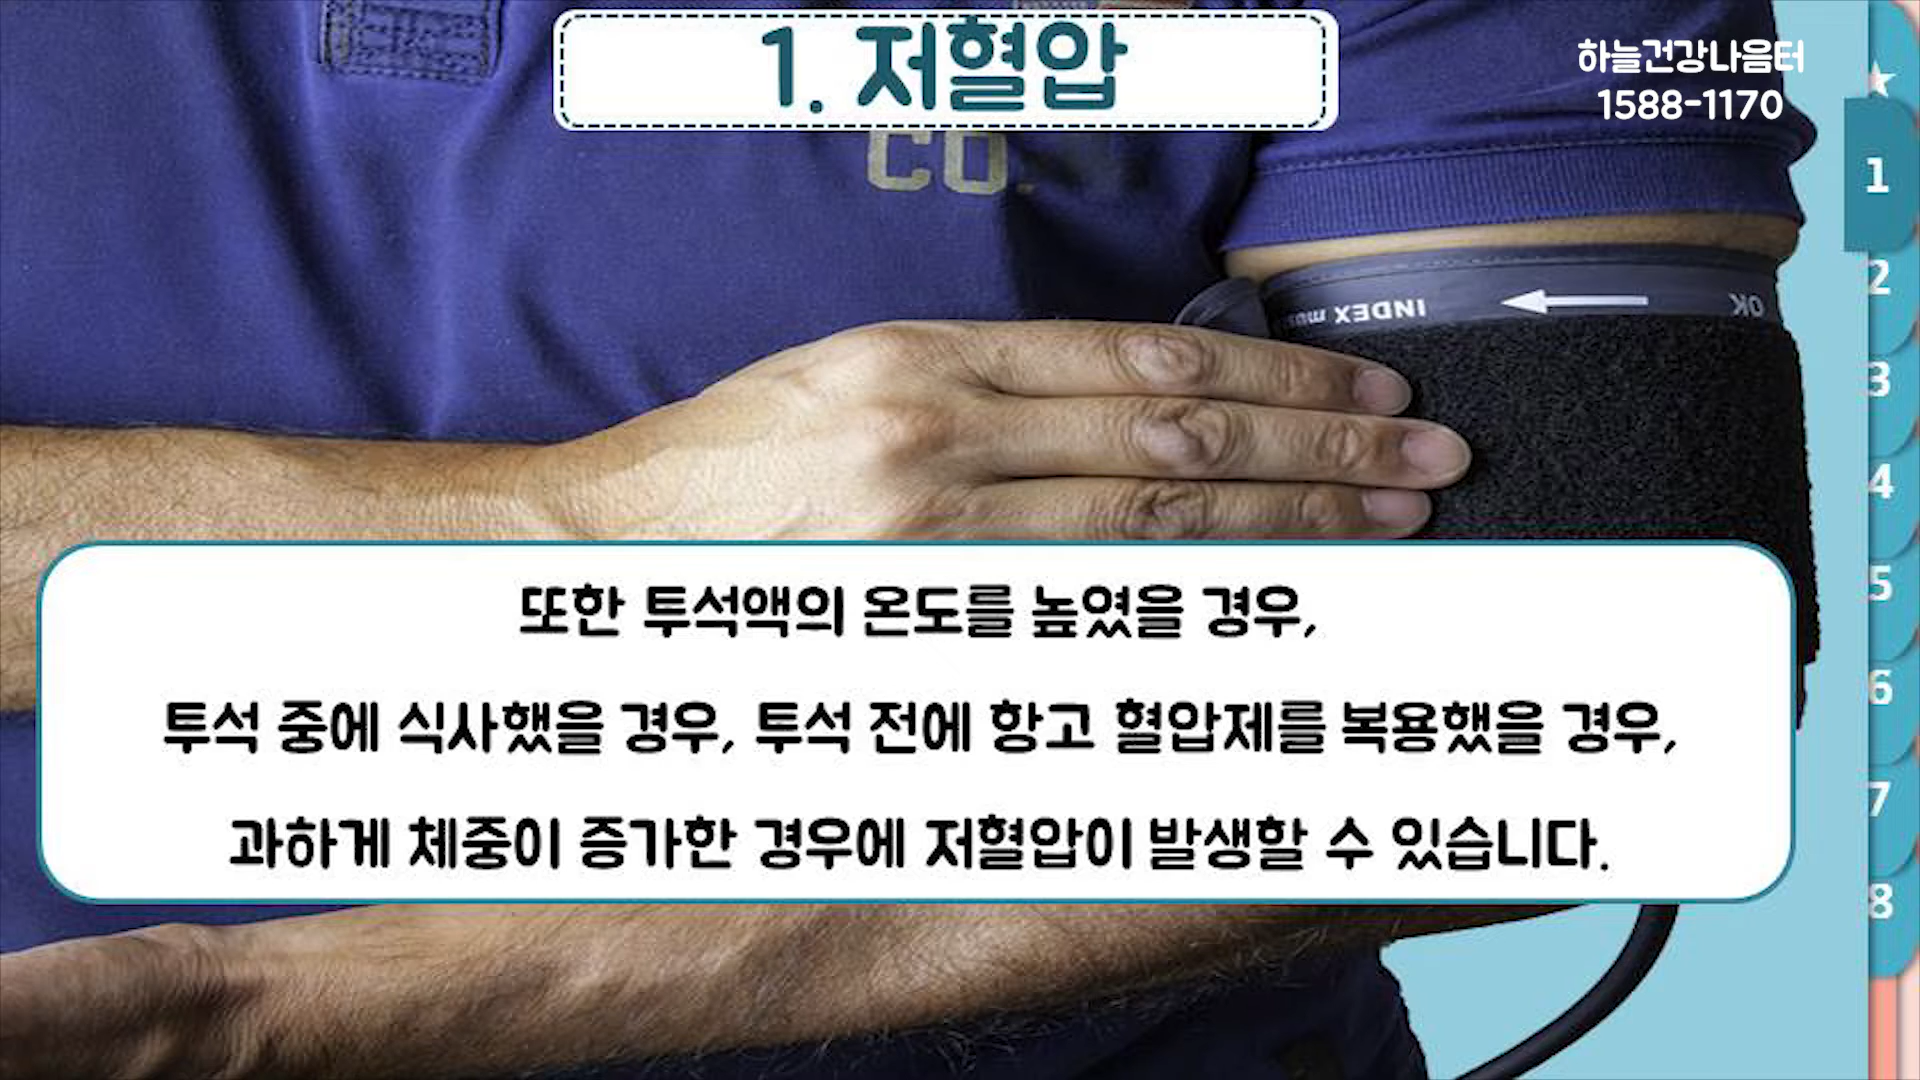 1. 저혈압
하늘건강나음터
1588-1170
CO.
INDEX
OK
1
2
3
4
5
6
7
8
또한 투석액의 온도를 높였을 경우,
투석 중에 식사했을 경우, 투석 전에 항고 혈압제를 복용했을 경우,
과하게 체중이 증가한 경우에 저혈압이 발생할 수 있습니다.